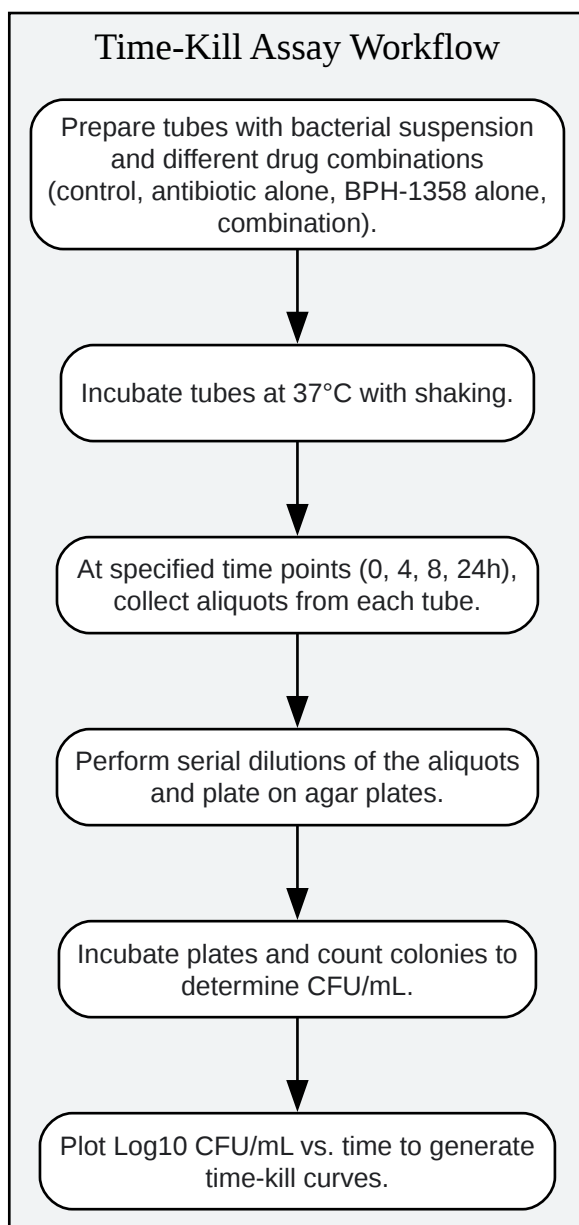 Time-Kill Assay Workflow
Prepare tubes with bacterial suspension
and different drug combinations
(control, antibiotic alone, BPH-1358 alone,
combination).
Incubate tubes at 37°C with shaking.
At specified time points (0, 4, 8, 24h),
collect aliquots from each tube.
Perform serial dilutions of the aliquots
and plate on agar plates.
Incubate plates and count colonies to
determine CFU/mL.
Plot Log10 CFU/mL vs. time to generate
time-kill curves.